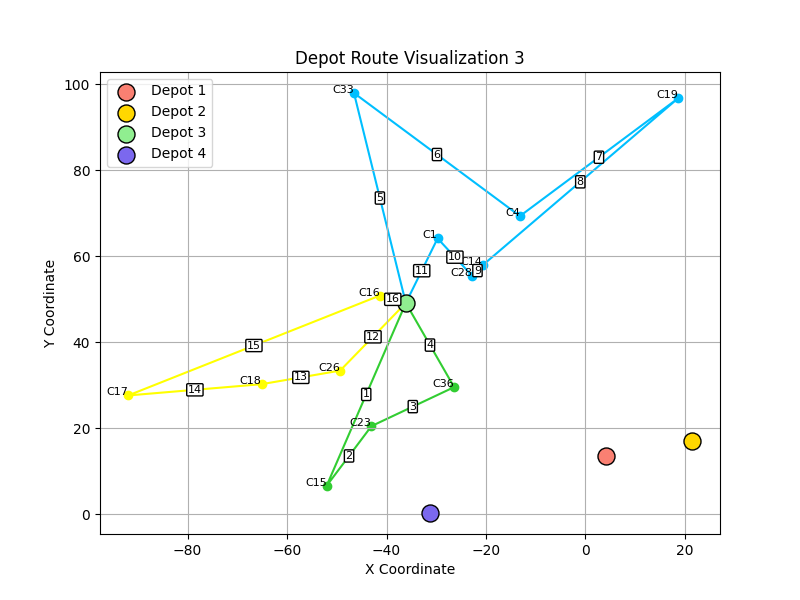 Depot Route Visualization 3
Depot 1
Depot 2
Depot 3
Depot 4
100
80
60
40
20
0
Y Coordinate
−80
−60
−40
−20
0
20
X Coordinate
C33
C19
6
7
8
5
C4
C1
10
C14
11
C28
9
C16
16
12
15
4
C26
13
C18
14
C17
C36
1
3
C23
2
C15